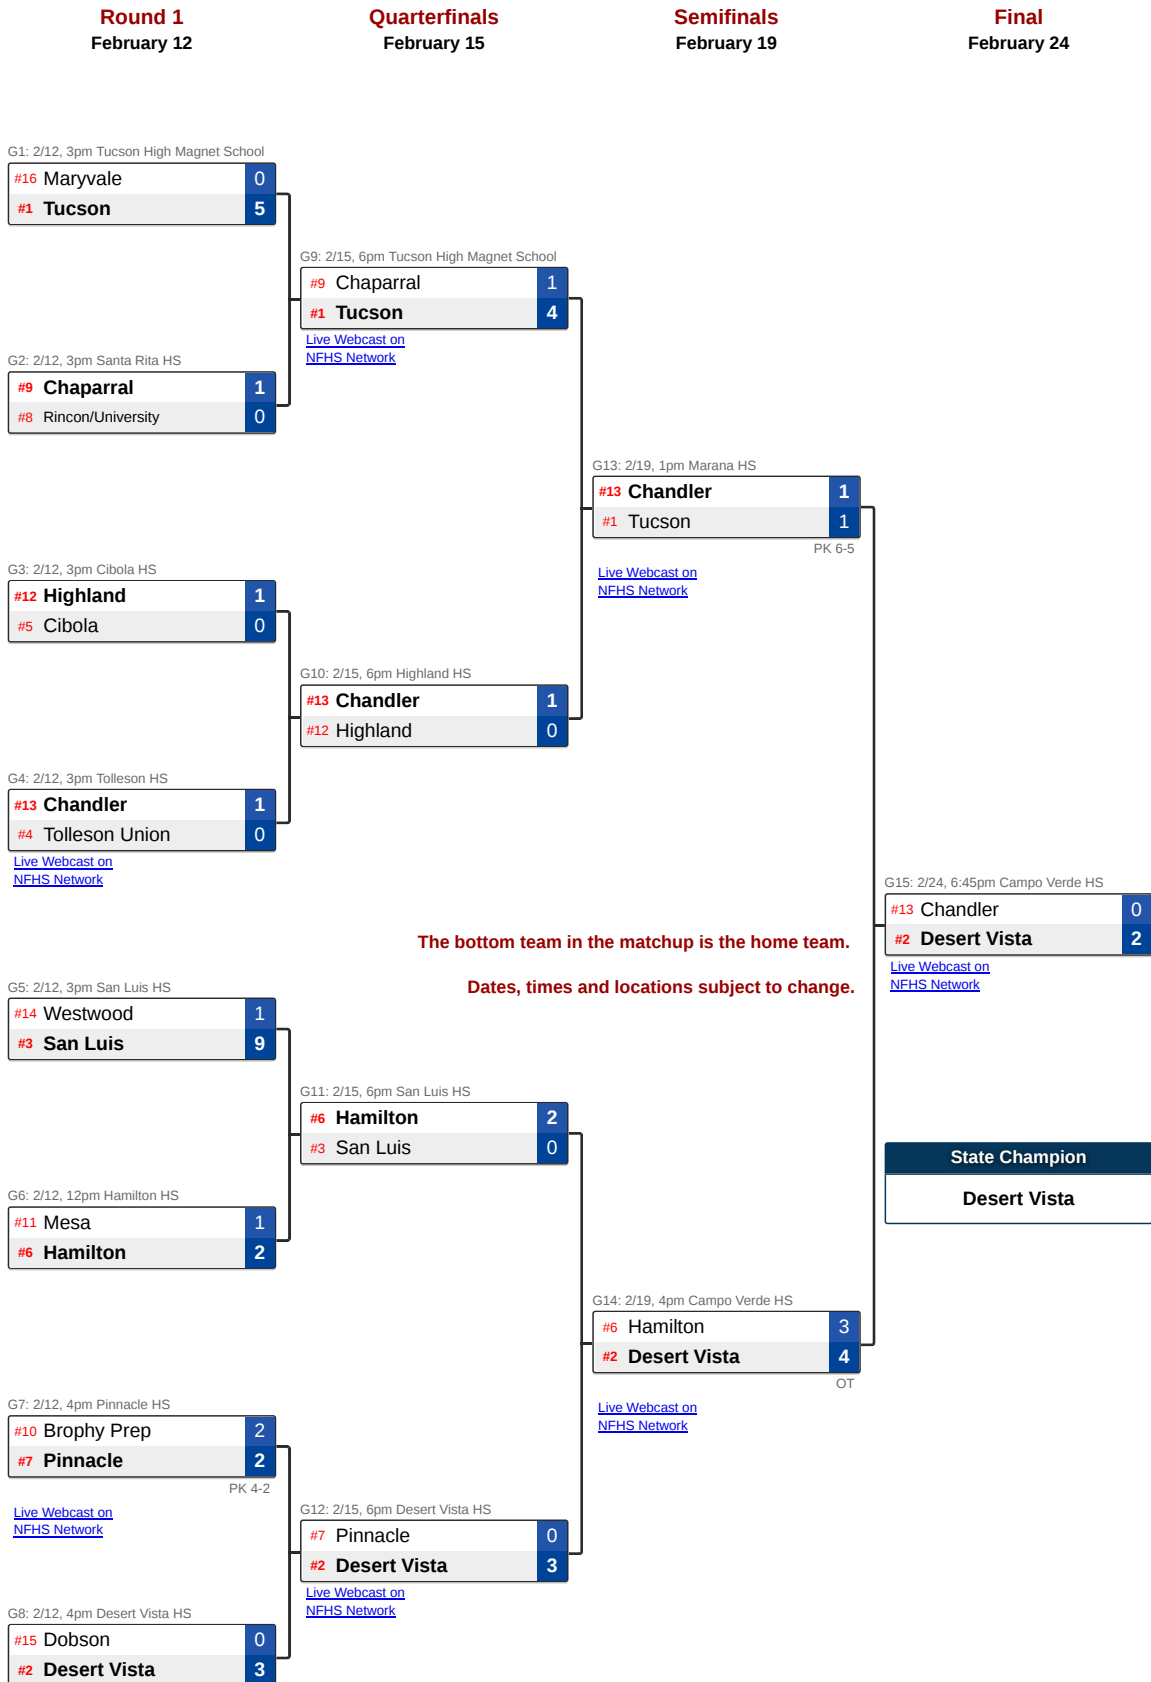 Round 1
February 12
Quarterfinals
February 15
Semifinals
February 19
Final
February 24
G1: 2/12, 3pm Tucson High Magnet School
#16 Maryvale 0
#1 Tucson 5
G2: 2/12, 3pm Santa Rita HS
#9 Chaparral 1
#8 Rincon/University 0
G3: 2/12, 3pm Cibola HS
#12 Highland 1
#5 Cibola 0
G4: 2/12, 3pm Tolleson HS
#13 Chandler 1
#4 Tolleson Union 0
Live Webcast on
NFHS Network
G5: 2/12, 3pm San Luis HS
#14 Westwood 1
#3 San Luis 9
G6: 2/12, 12pm Hamilton HS
#11 Mesa 1
#6 Hamilton 2
G7: 2/12, 4pm Pinnacle HS
#10 Brophy Prep 2
#7 Pinnacle 2
PK 4-2
Live Webcast on
NFHS Network
G8: 2/12, 4pm Desert Vista HS
#15 Dobson 0
#2 Desert Vista 3
G9: 2/15, 6pm Tucson High Magnet School
#9 Chaparral 1
#1 Tucson 4
Live Webcast on
NFHS Network
G10: 2/15, 6pm Highland HS
#13 Chandler 1
#12 Highland 0
G11: 2/15, 6pm San Luis HS
#6 Hamilton 2
#3 San Luis 0
G12: 2/15, 6pm Desert Vista HS
#7 Pinnacle 0
#2 Desert Vista 3
Live Webcast on
NFHS Network
G13: 2/19, 1pm Marana HS
#13 Chandler 1
#1 Tucson 1
PK 6-5
Live Webcast on
NFHS Network
The bottom team in the matchup is the home team.
Dates, times and locations subject to change.
G14: 2/19, 4pm Campo Verde HS
#6 Hamilton 3
#2 Desert Vista 4
OT
Live Webcast on
NFHS Network
G15: 2/24, 6:45pm Campo Verde HS
#13 Chandler 0
#2 Desert Vista 2
Live Webcast on
NFHS Network
State Champion
Desert Vista